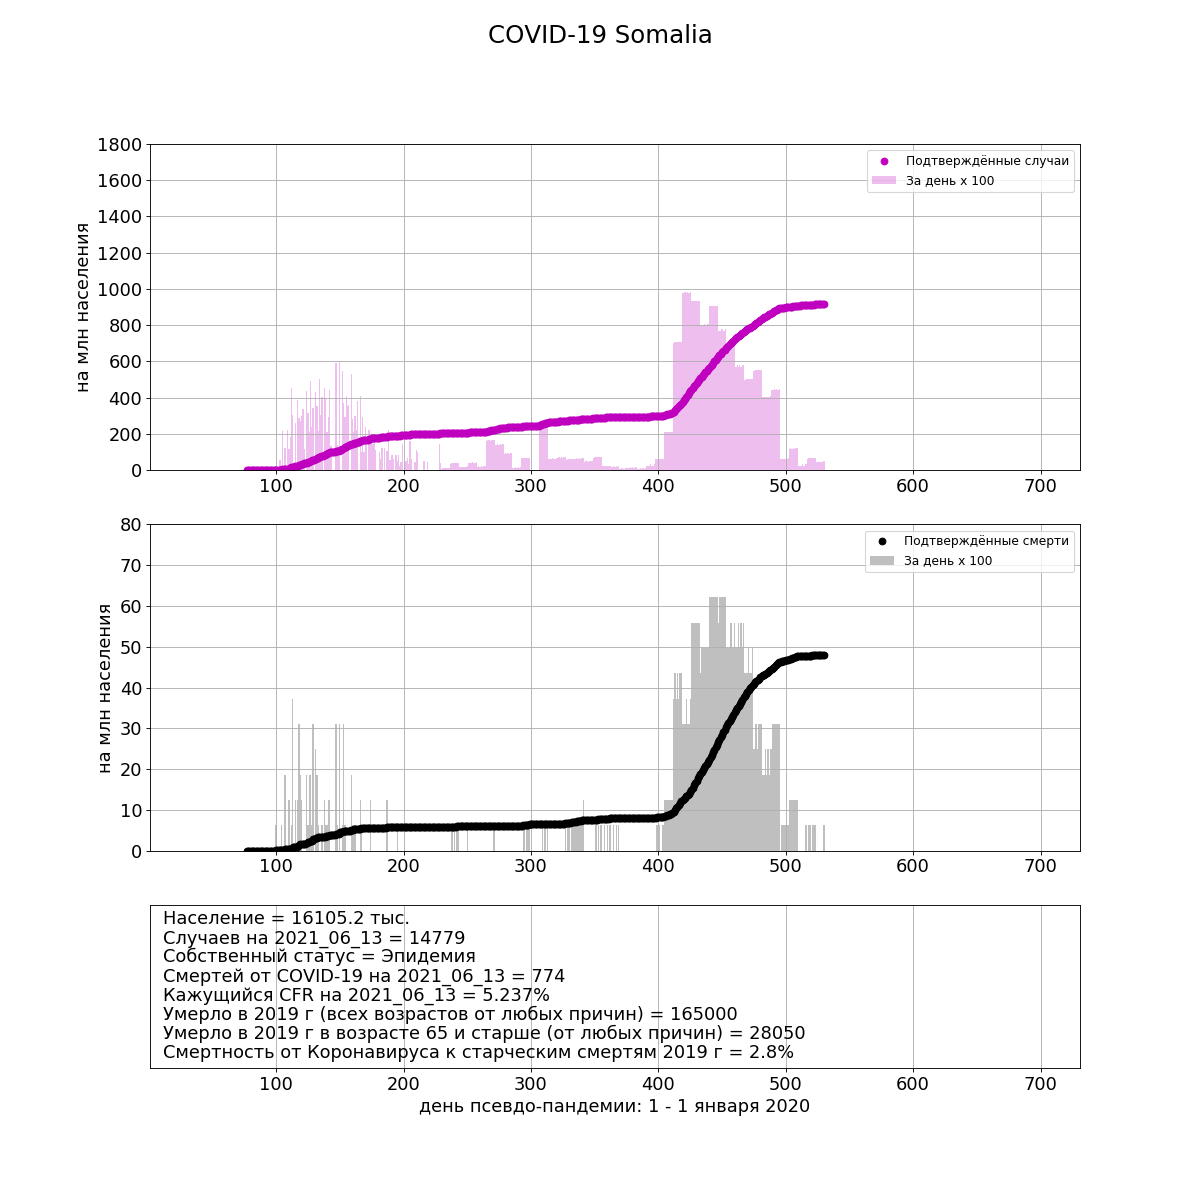 COVID-19 Somalia
1800
1600
1400
1200
1000
800
600
400
200
0
на млн населения
Подтверждённые случаи
За день x 100
100 200 300 400 500 600 700
80
70
60
50
40
30
20
10
0
на млн населения
Подтверждённые смерти
За день x 100
100 200 300 400 500 600 700
Население = 16105.2 тыс.
Случаев на 2021_06_13 = 14779
Собственный статус = Эпидемия
Смертей от COVID-19 на 2021_06_13 = 774
Кажущийся CFR на 2021_06_13 = 5.237%
Умерло в 2019 г (всех возрастов от любых причин) = 165000
Умерло в 2019 г в возрасте 65 и старше (от любых причин) = 28050
Смертность от Коронавируса к старческим смертям 2019 г = 2.8%
100 200 300 400 500 600 700
день псевдо-пандемии: 1 - 1 января 2020